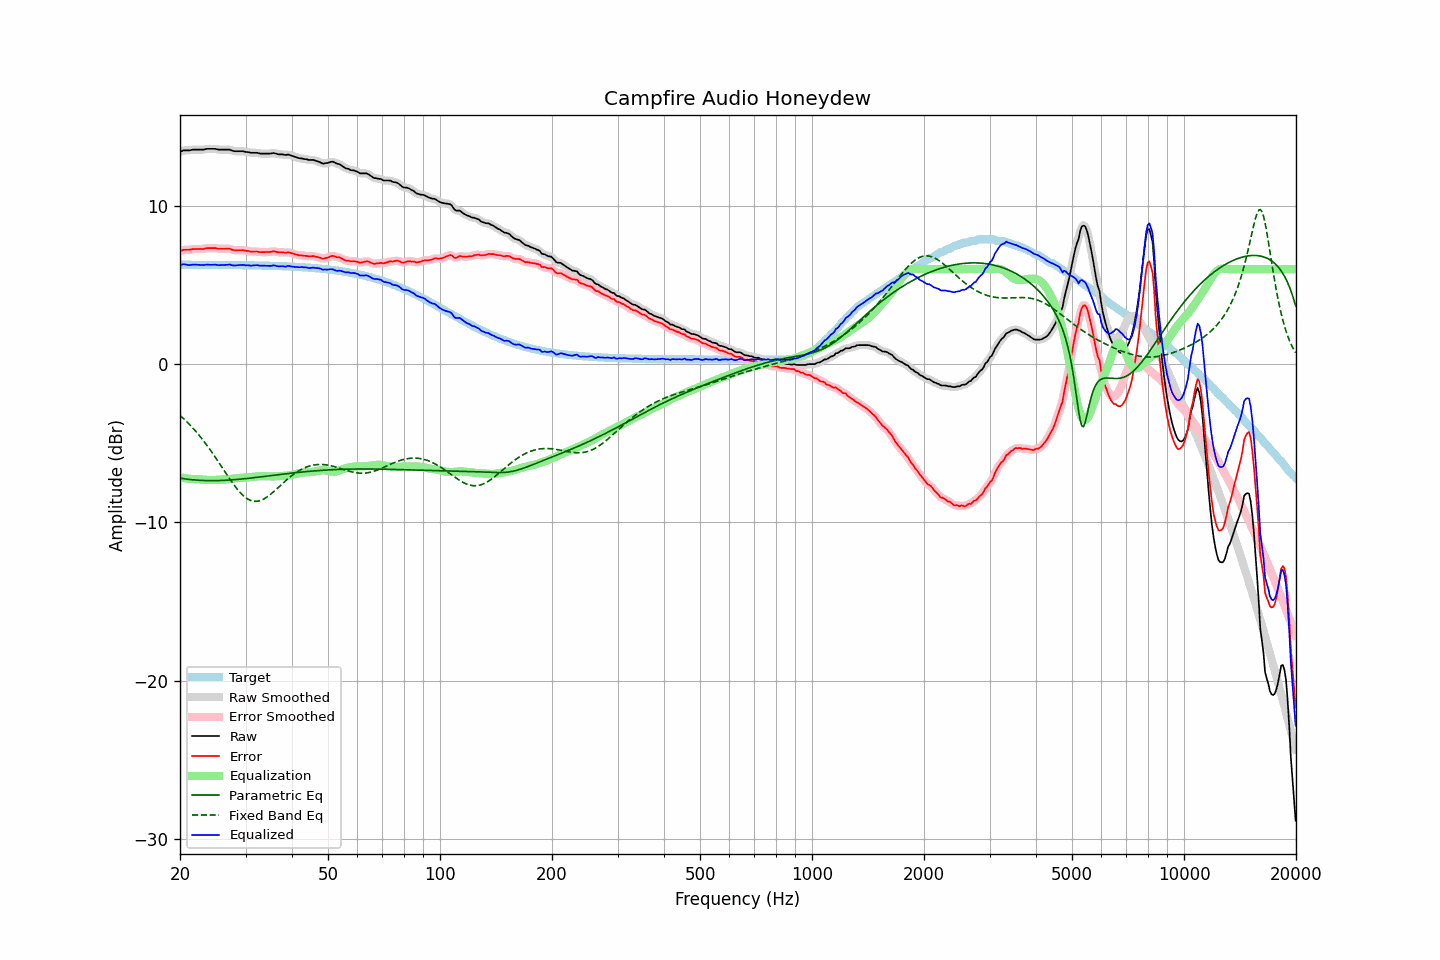 Campfire Audio Honeydew
Amplitude (dBr)
10
0
−10
−20
−30
Target
Raw Smoothed
Error Smoothed
Raw
Error
Equalization
Parametric Eq
Fixed Band Eq
Equalized
20
50
100
200
500
1000
2000
5000
10000
20000
Frequency (Hz)